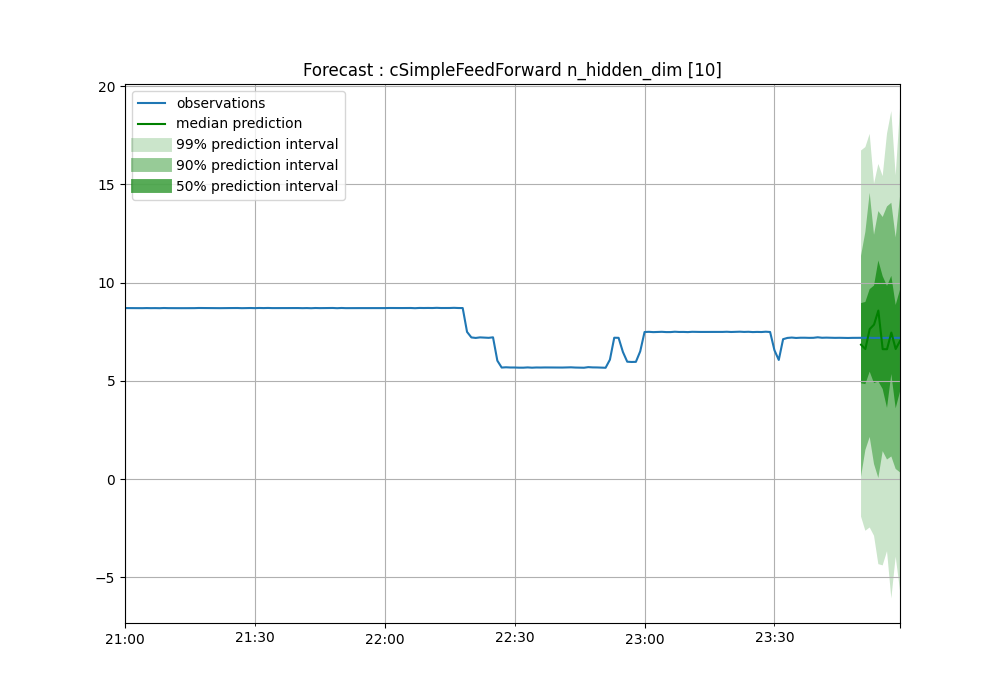 Forecast : cSimpleFeedForward n_hidden_dim [10]
20
observations
median prediction
99% prediction interval
90% prediction interval
50% prediction interval
15
10
5
0
−5
21:00
21:30
22:00
22:30
23:00
23:30